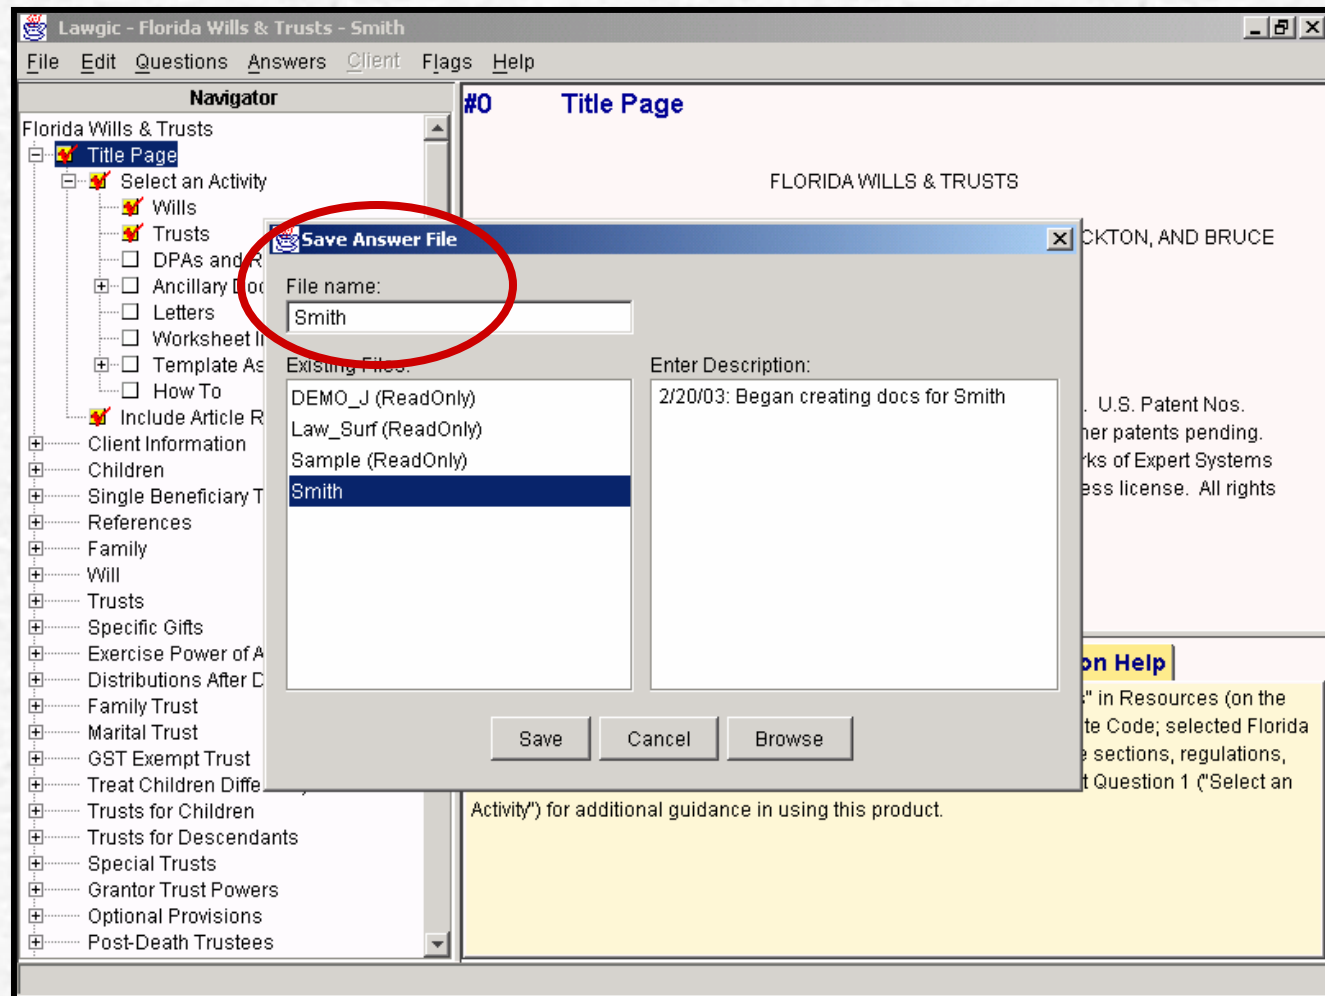 Lawgic - Florida Wills & Trusts - Smith
File Edit Questions Answers Client Flags Help
Navigator
Florida Wills & Trusts
Title Page
Select an Activity
Wills
Trusts
DPAs and
Ancillary
Letters
Worksheet
Template
How To
Include Article
Client Information
Children
Single Beneficiary
References
Family
Will
Trusts
Specific Gifts
Exercise Power of
Distributions After
Family Trust
Marital Trust
GST Exempt Trust
Treat Children
Trusts for Children
Trusts for Descendants
Special Trusts
Grantor Trust Powers
Optional Provisions
Post-Death Trustees
#0 Title Page
FLORIDA WILLS & TRUSTS
CKTON, AND BRUCE
. U.S. Patent Nos.
her patents pending.
rks of Expert Systems
ess license. All rights
Save Answer File
File name:
Smith
Existing Files:
DEMO_J (ReadOnly)
Law_Surf (ReadOnly)
Sample (ReadOnly)
Smith
Enter Description:
2/20/03: Began creating docs for Smith
Save Cancel Browse
on Help
s" in Resources (on the
te Code; selected Florida
e sections, regulations,
t Question 1 ("Select an
Activity") for additional guidance in using this product.